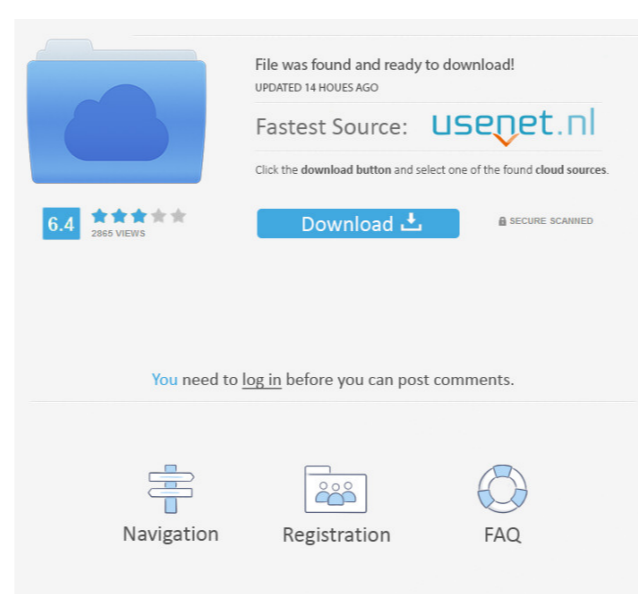 File was found and ready to download!
UPDATED 14 HOUES AGO
Fastest Source: usenet.nl
Click the download button and select one of the found cloud sources.
6.4
2865 VIEWS
Download
SECURE SCANNED
You need to log in before you can post comments.
Navigation
Registration
FAQ